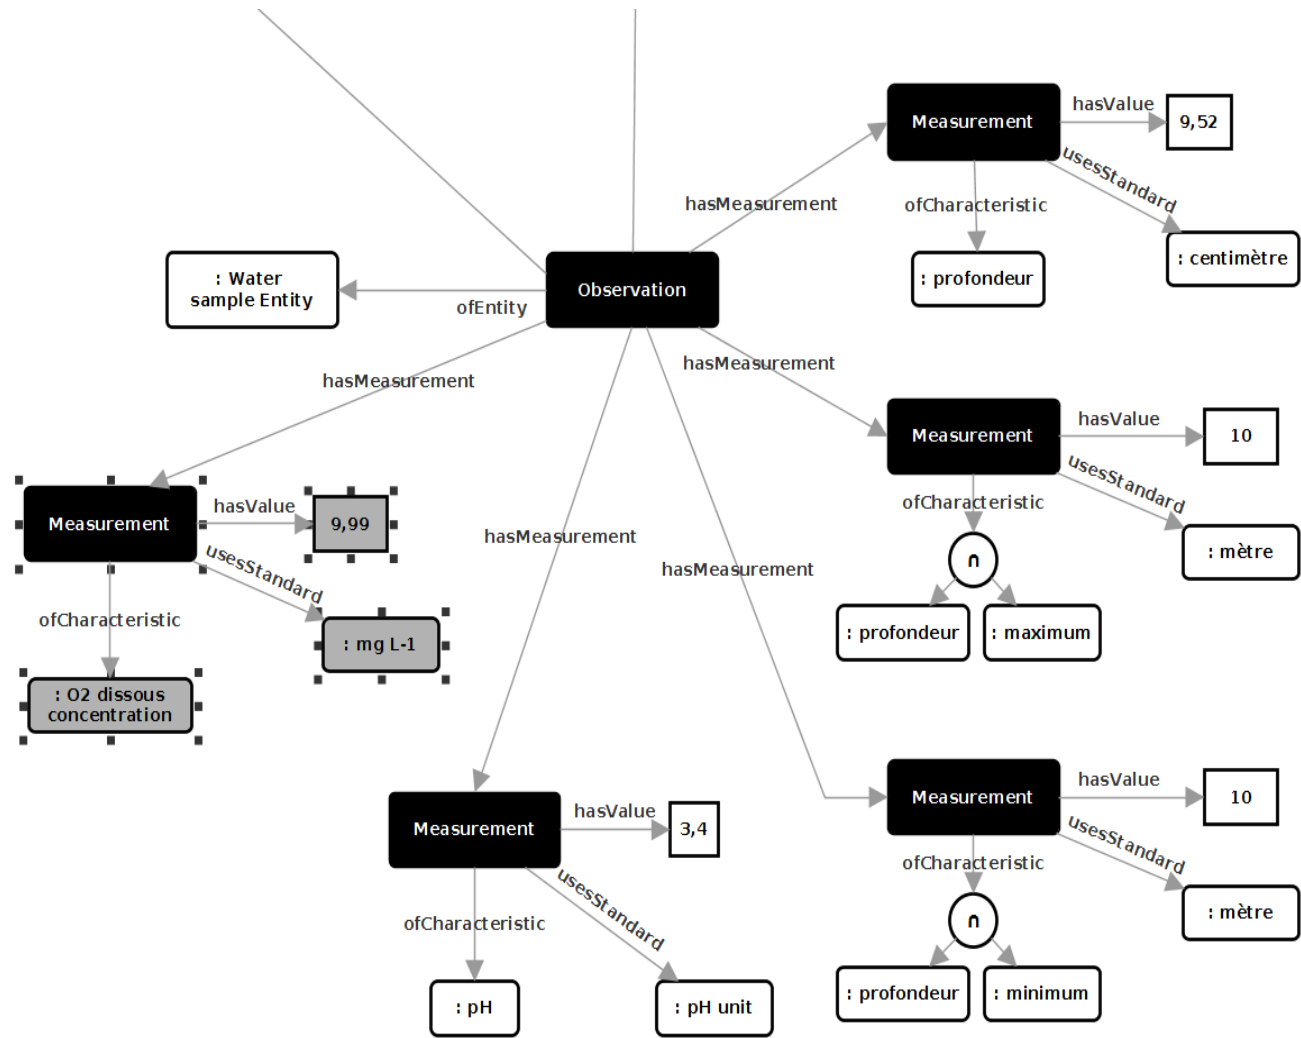 Measurement
hasValue
9,52
usesStandard
: centimètre
ofCharacteristic
: profondeur
hasMeasurement
: Water
sample Entity
ofEntity
Observation
hasMeasurement
hasMeasurement
Measurement
hasValue
10
usesStandard
: mètre
ofCharacteristic
∩
: profondeur
: maximum
Measurement
hasValue
9,99
usesStandard
: mg L-1
ofCharacteristic
: O2 dissous
concentration
hasMeasurement
hasMeasurement
Measurement
hasValue
3,4
usesStandard
: pH unit
ofCharacteristic
: pH
Measurement
hasValue
10
usesStandard
: mètre
ofCharacteristic
∩
: profondeur
: minimum